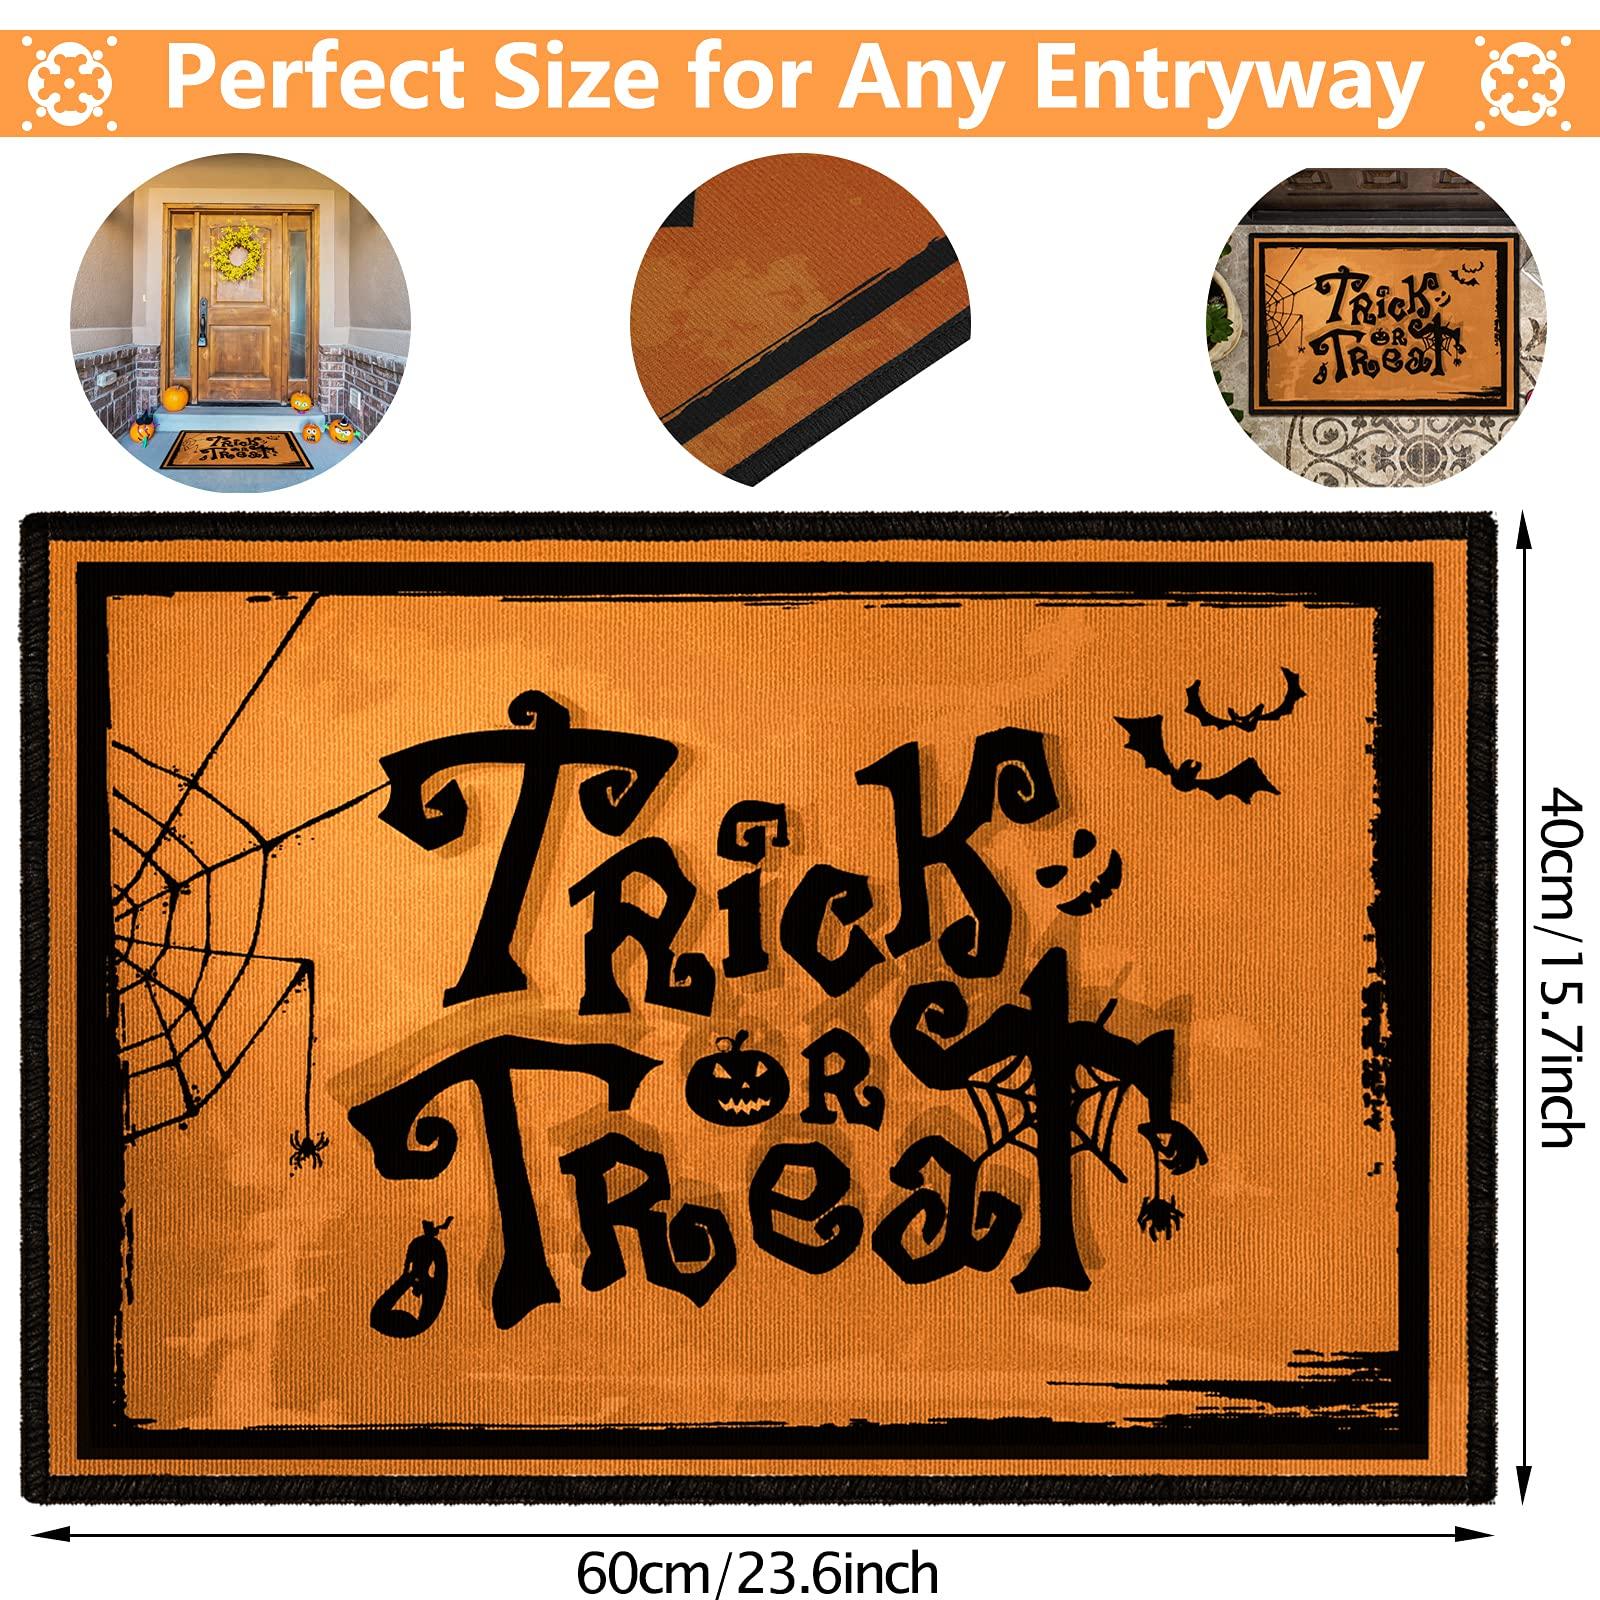 Perfect Size for Any Entryway
Trick
or
Treat
Trick
or
Treat
Trick
or
Treat
40cm/15.7inch
60cm/23.6inch